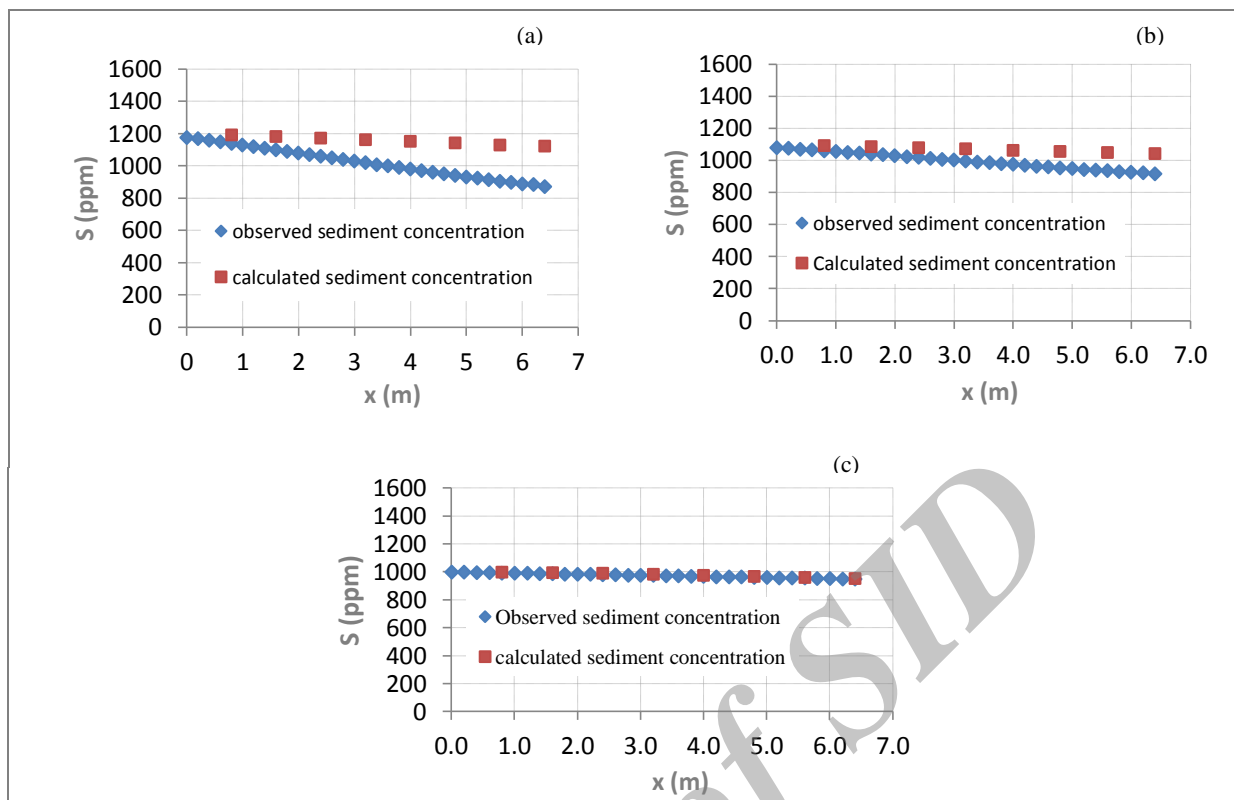 (a)
1600
1400
1200
1000
800
600
400
200
0
S (ppm)
observed sediment concentration
calculated sediment concentration
0 1 2 3 4 5 6 7
x (m)
(b)
1600
1400
1200
1000
800
600
400
200
0
S (ppm)
observed sediment concentration
Calculated sediment concentration
0.0 1.0 2.0 3.0 4.0 5.0 6.0 7.0
x (m)
(c)
1600
1400
1200
1000
800
600
400
200
0
S (ppm)
Observed sediment concentration
calculated sediment concentration
0.0 1.0 2.0 3.0 4.0 5.0 6.0 7.0
x (m)
of SID